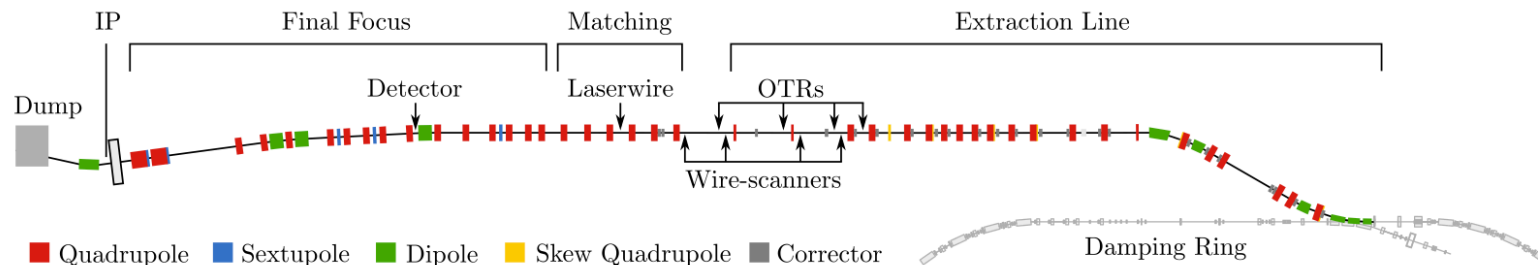 IP
Final Focus
Matching
Extraction Line
Dump
Detector
Laserwire
OTRs
Wire-scanners
Damping Ring
Quadrupole
Sextupole
Dipole
Skew Quadrupole
Corrector